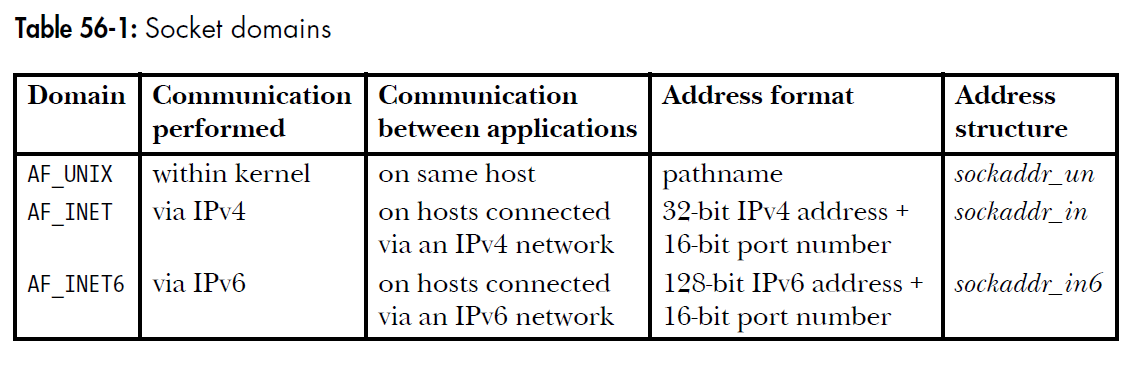 Table 56-1: Socket domains
Domain Communication performed Communication between applications Address format Address structure
AF_UNIX within kernel on same host pathname sockaddr_un
AF_INET via IPv4 on hosts connected via an IPv4 network 32-bit IPv4 address + 16-bit port number sockaddr_in
AF_INET6 via IPv6 on hosts connected via an IPv6 network 128-bit IPv6 address + 16-bit port number sockaddr_in6